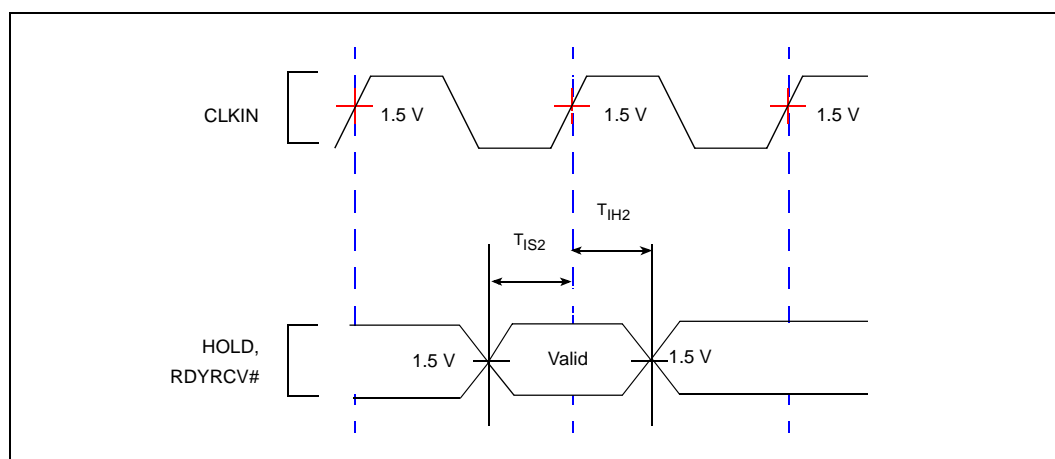 CLKIN
1.5 V
1.5 V
1.5 V
TIH2
TIS2
HOLD,
RDYRCV#
1.5 V
Valid
1.5 V